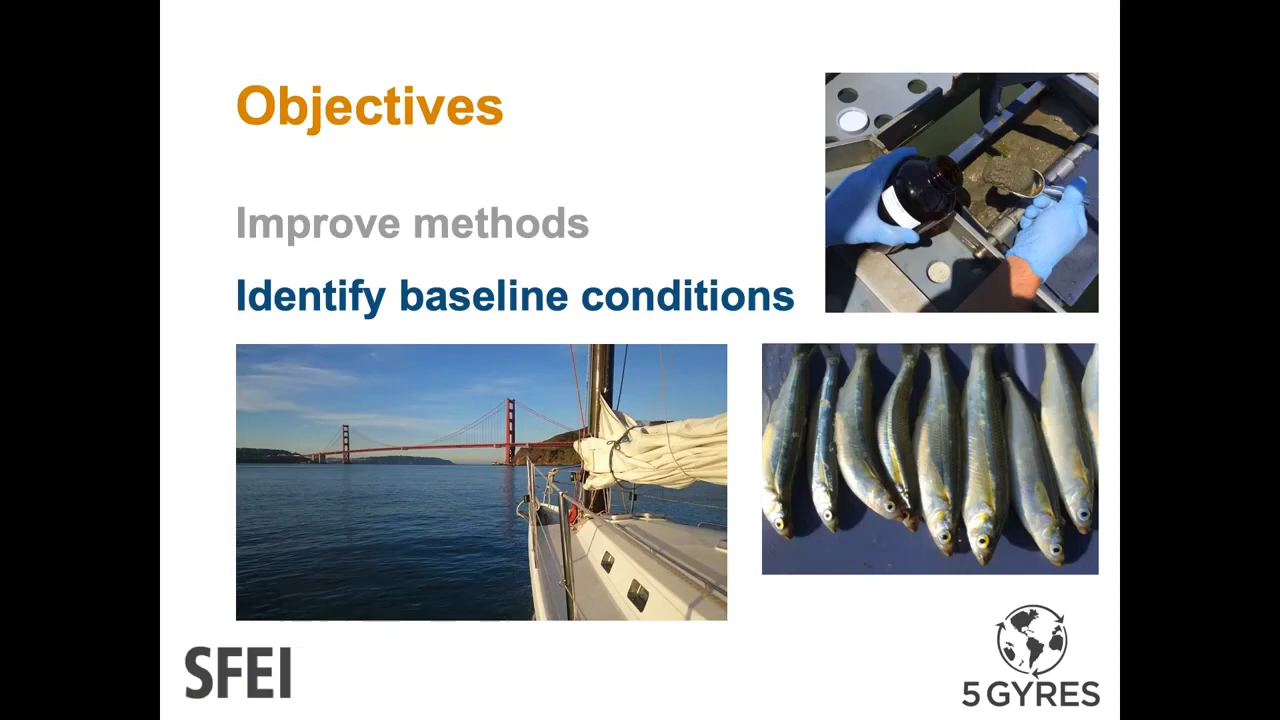 Objectives
Improve methods
Identify baseline conditions
SFEI
5 GYRES